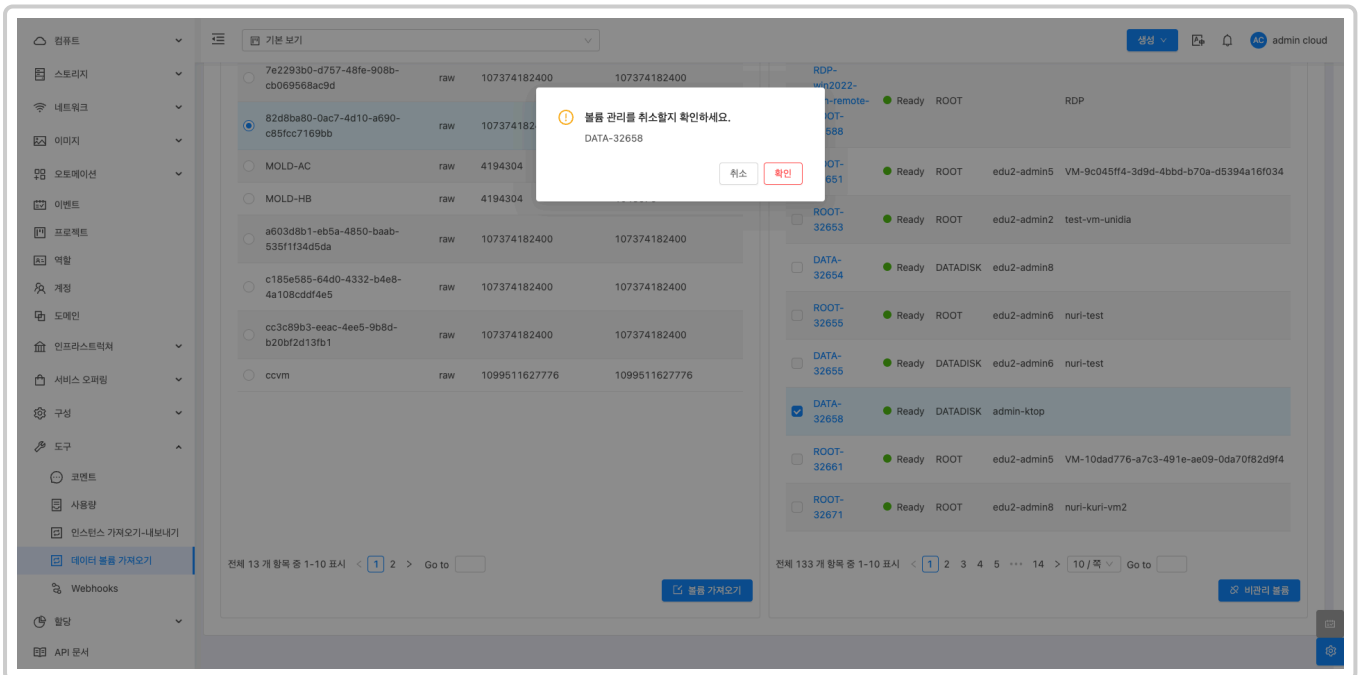 컴퓨트
기본 보기
생성
AC admin cloud
스토리지
네트워크
이미지
오토메이션
이벤트
프로젝트
역할
계정
도메인
인프라스트럭쳐
서비스 오퍼링
구성
도구
코멘트
사용량
인스턴스 가져오기-내보내기
데이터 볼륨 가져오기
Webhooks
할당
API 문서
7e2293b0-d757-48fe-908b-
cb069568ac9d raw 107374182400 107374182400
82d8ba80-0ac7-4d10-a690-
c85fcc7169bb raw 107374182
MOLD-AC raw 4194304
MOLD-HB raw 4194304
a603d8b1-eb5a-4850-baab-
535f1f34d5da raw 107374182400 107374182400
c185e585-64d0-4332-b4e8-
4a108cddf4e5 raw 107374182400 107374182400
cc3c89b3-eeac-4ee5-9b8d-
b20bf2d13fb1 raw 107374182400 107374182400
ccvm raw 1099511627776 1099511627776
전체 13 개 항목 중 1-10 표시 < 1 2 > Go to
볼륨 가져오기
볼륨 관리를 취소할지 확인하세요.
DATA-32658
취소 확인
RDP-
win2022-
-remote-
OT-
588 Ready ROOT RDP
OT-
651 Ready ROOT edu2-admin5 VM-9c045ff4-3d9d-4bbd-b70a-d5394a16f034
ROOT-
32653 Ready ROOT edu2-admin2 test-vm-unidia
DATA-
32654 Ready DATADISK edu2-admin8
ROOT-
32655 Ready ROOT edu2-admin6 nuri-test
DATA-
32655 Ready DATADISK edu2-admin6 nuri-test
DATA-
32658 Ready DATADISK admin-ktop
ROOT-
32661 Ready ROOT edu2-admin5 VM-10dad776-a7c3-491e-ae09-0da70f82d9f4
ROOT-
32671 Ready ROOT edu2-admin8 nuri-kuri-vm2
전체 133 개 항목 중 1-10 표시 < 1 2 3 4 5 ••• 14 > 10 / 쪽 Go to
비관리 볼륨